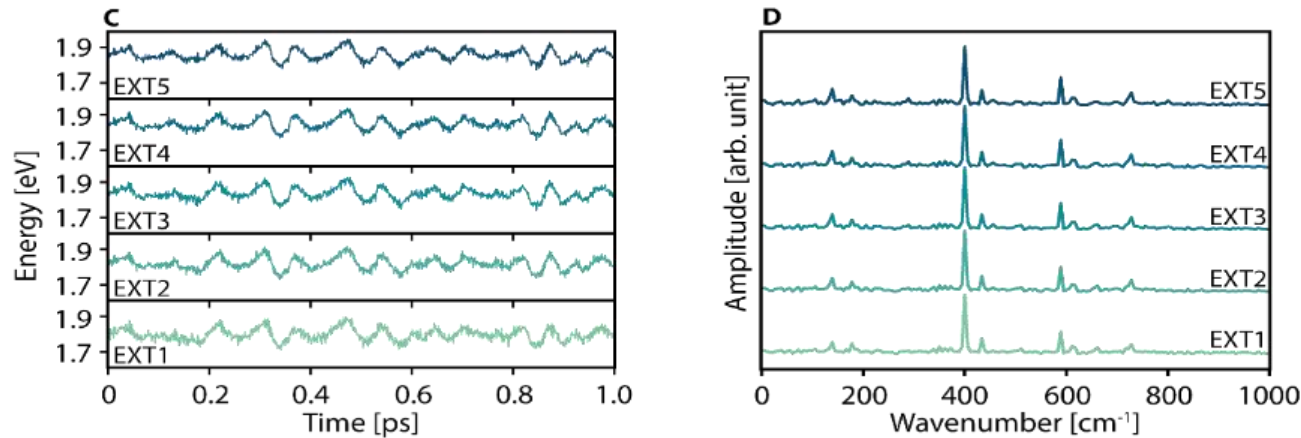 C
Energy [eV]
1.9
1.7
EXT5
1.9
1.7
EXT4
1.9
1.7
EXT3
1.9
1.7
EXT2
1.9
1.7
EXT1
0 0.2 0.4 0.6 0.8 1.0
Time [ps]
D
Amplitude [arb. unit]
EXT5
EXT4
EXT3
EXT2
EXT1
0 200 400 600 800 1000
Wavenumber [cm⁻¹]